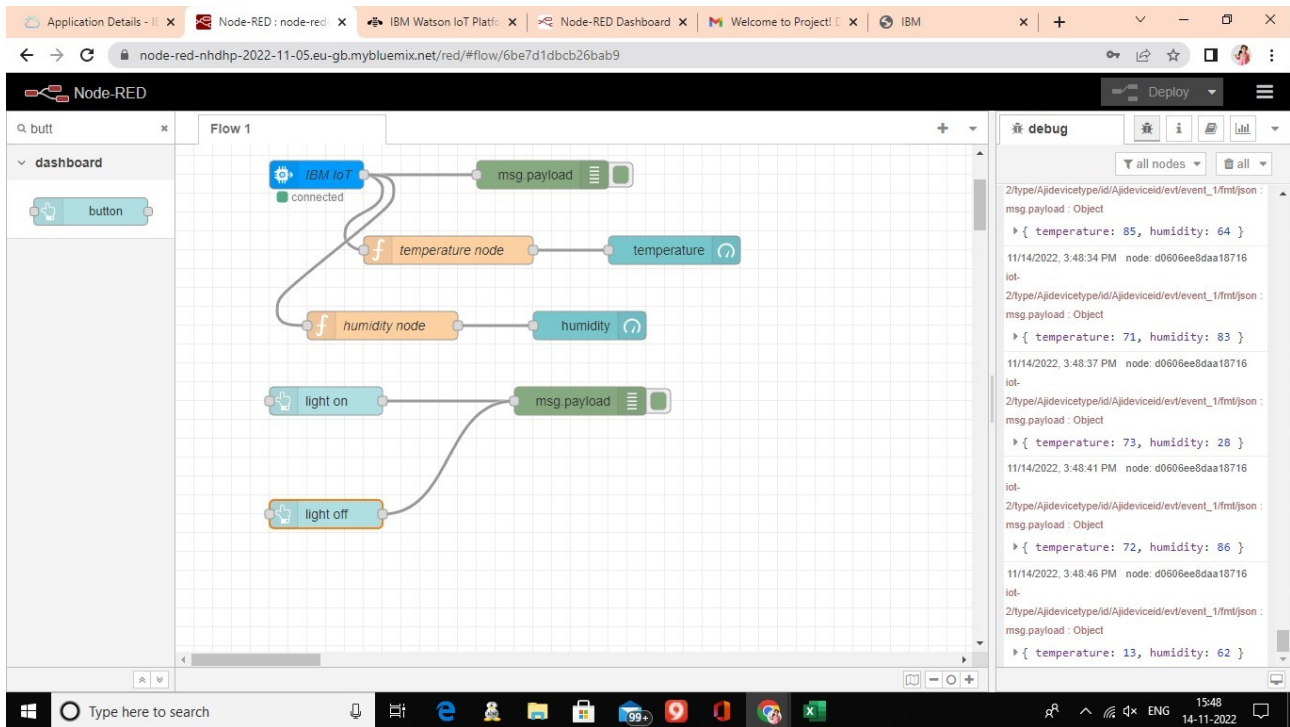 Application Details - I
Node-RED : node-red-
IBM Watson IoT Platfo
Node-RED Dashboard
Welcome to Project! D
IBM
node-red-nhdhp-2022-11-05.eu-gb.mybluemix.net/red/#flow/6be7d1dbcb26bab9
Node-RED
Deploy
butt
Flow 1
debug
i
all nodes
all
dashboard
button
IBM IoT
connected
msg.payload
f temperature node
temperature
f humidity node
humidity
light on
msg.payload
light off
2/type/Ajidevicetype/id/Ajideviceid/evt/event_1/fmt/json :
msg.payload : Object
{ temperature: 85, humidity: 64 }
11/14/2022, 3:48:34 PM node: d0606ee8daa18716
iot-
2/type/Ajidevicetype/id/Ajideviceid/evt/event_1/fmt/json :
msg.payload : Object
{ temperature: 71, humidity: 83 }
11/14/2022, 3:48:37 PM node: d0606ee8daa18716
iot-
2/type/Ajidevicetype/id/Ajideviceid/evt/event_1/fmt/json :
msg.payload : Object
{ temperature: 73, humidity: 28 }
11/14/2022, 3:48:41 PM node: d0606ee8daa18716
iot-
2/type/Ajidevicetype/id/Ajideviceid/evt/event_1/fmt/json :
msg.payload : Object
{ temperature: 72, humidity: 86 }
11/14/2022, 3:48:46 PM node: d0606ee8daa18716
iot-
2/type/Ajidevicetype/id/Ajideviceid/evt/event_1/fmt/json :
msg.payload : Object
{ temperature: 13, humidity: 62 }
Type here to search
99+
9
ENG
15:48
14-11-2022